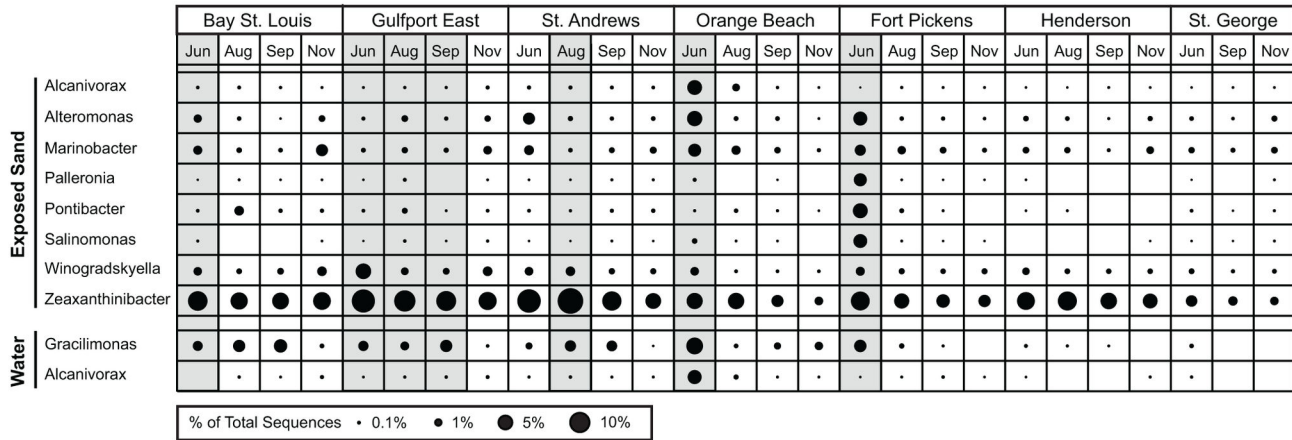 Bay St. Louis Gulfport East St. Andrews Orange Beach Fort Pickens Henderson St. George
Jun Aug Sep Nov Jun Aug Sep Nov Jun Aug Sep Nov Jun Aug Sep Nov Jun Aug Sep Nov Jun Aug Sep Nov Jun Sep Nov
Exposed Sand
Alcanivorax
Alteromonas
Marinobacter
Palleronia
Pontibacter
Salinomonas
Winogradskyella
Zeaxanthinibacter
Water
Gracilimonas
Alcanivorax
% of Total Sequences 0.1% 1% 5% 10%